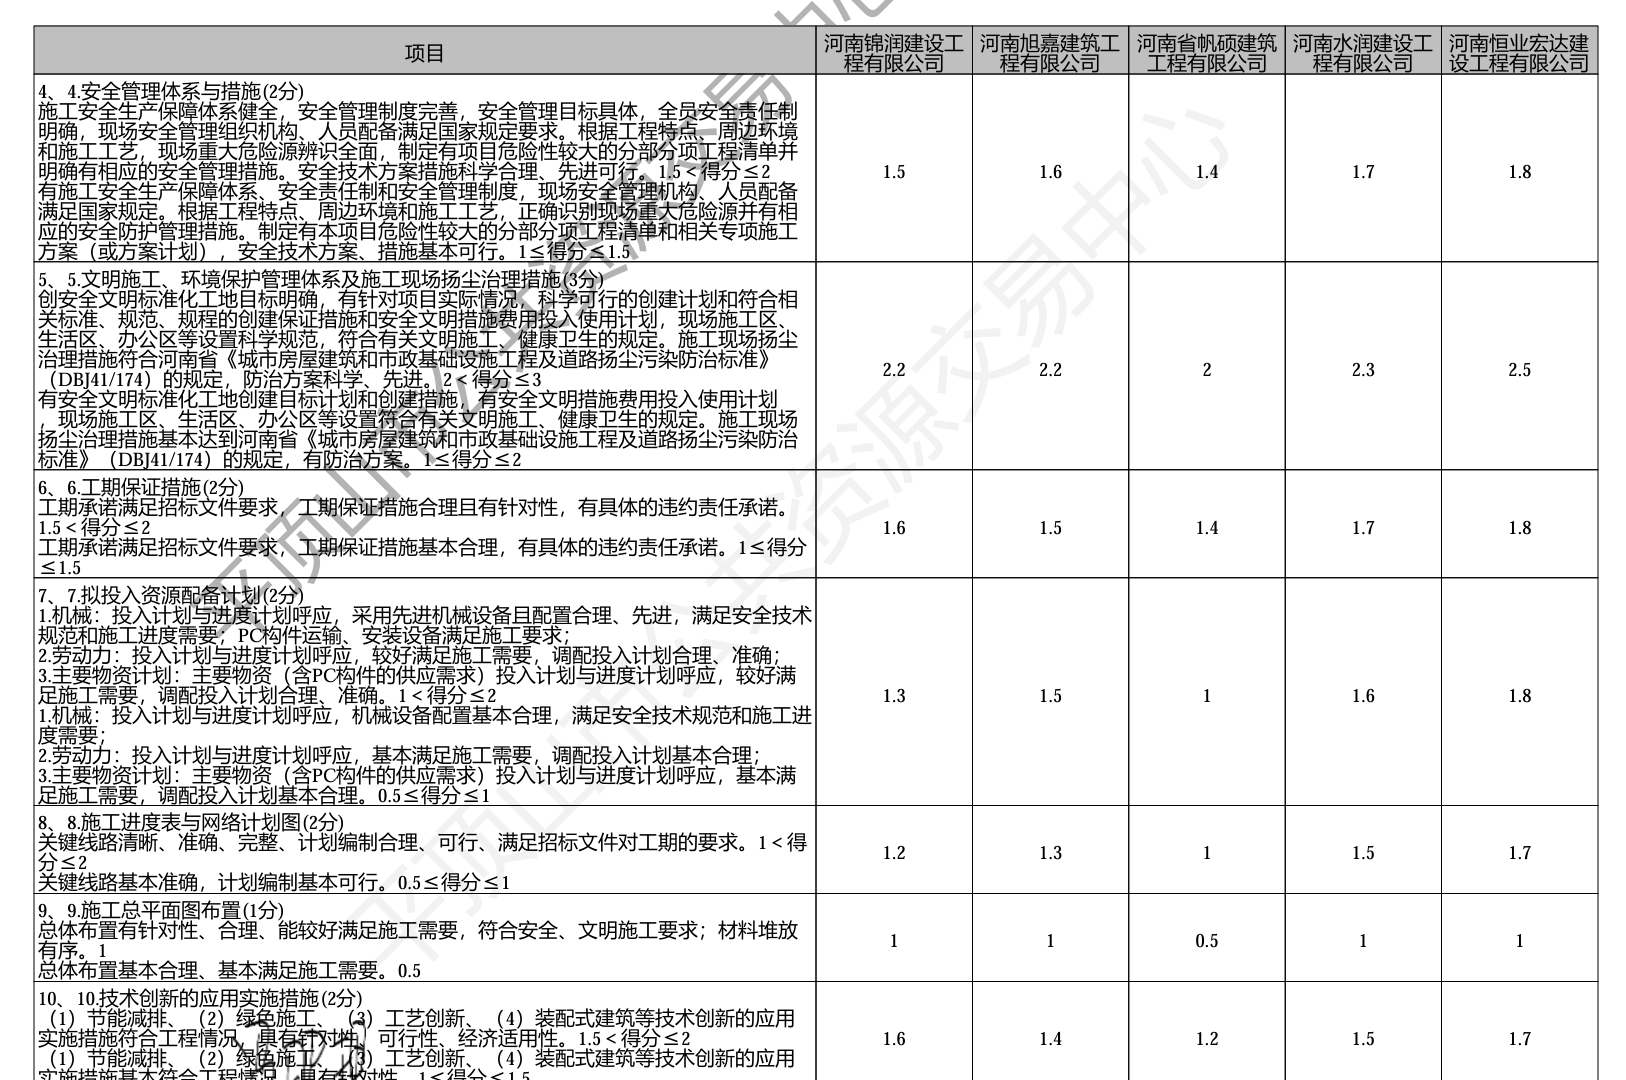 项目
河南锦润建设工程有限公司
河南旭嘉建筑工程有限公司
河南省帆硕建筑工程有限公司
河南水润建设工程有限公司
河南恒业宏达建设工程有限公司
4、4.安全管理体系与措施(2分)
施工安全生产保障体系健全，安全管理制度完善，安全管理目标具体，全员安全责任制
明确，现场安全管理组织机构、人员配备满足国家规定要求。根据工程特点、周边环境
和施工工艺，现场重大危险源辨识全面，制定有项目危险性较大的分部分项工程清单并
明确有相应的安全管理措施。安全技术方案措施科学合理、先进可行。1.5＜得分≤2
有施工安全生产保障体系、安全责任制和安全管理制度，现场安全管理机构、人员配备
满足国家规定。根据工程特点、周边环境和施工工艺，正确识别现场重大危险源并有相
应的安全防护管理措施。制定有本项目危险性较大的分部分项工程清单和相关专项施工
方案（或方案计划），安全技术方案、措施基本可行。1≤得分≤1.5
1.5
1.6
1.4
1.7
1.8
5、5.文明施工、环境保护管理体系及施工现场扬尘治理措施(3分)
创安全文明标准化工地目标明确，有针对项目实际情况，科学可行的创建计划和符合相
关标准、规范、规程的创建保证措施和安全文明措施费用投入使用计划，现场施工区、
生活区、办公区等设置科学规范，符合有关文明施工、健康卫生的规定。施工现场扬尘
治理措施符合河南省《城市房屋建筑和市政基础设施工程及道路扬尘污染防治标准》
（DBJ41/174）的规定，防治方案科学、先进。2＜得分≤3
有安全文明标准化工地创建目标计划和创建措施，有安全文明措施费用投入使用计划
，现场施工区、生活区、办公区等设置符合有关文明施工、健康卫生的规定。施工现场
扬尘治理措施基本达到河南省《城市房屋建筑和市政基础设施工程及道路扬尘污染防治
标准》（DBJ41/174）的规定，有防治方案。1≤得分≤2
2.2
2.2
2
2.3
2.5
6、6.工期保证措施(2分)
工期承诺满足招标文件要求，工期保证措施合理且有针对性，有具体的违约责任承诺。
1.5＜得分≤2
工期承诺满足招标文件要求，工期保证措施基本合理，有具体的违约责任承诺。1≤得分
≤1.5
1.6
1.5
1.4
1.7
1.8
7、7.拟投入资源配备计划(2分)
1.机械：投入计划与进度计划呼应，采用先进机械设备且配置合理、先进，满足安全技术
规范和施工进度需要，PC构件运输、安装设备满足施工要求；
2.劳动力：投入计划与进度计划呼应，较好满足施工需要，调配投入计划合理、准确；
3.主要物资计划：主要物资（含PC构件的供应需求）投入计划与进度计划呼应，较好满
足施工需要，调配投入计划合理、准确。1＜得分≤2
1.机械：投入计划与进度计划呼应，机械设备配置基本合理，满足安全技术规范和施工进
度需要；
2.劳动力：投入计划与进度计划呼应，基本满足施工需要，调配投入计划基本合理；
3.主要物资计划：主要物资（含PC构件的供应需求）投入计划与进度计划呼应，基本满
足施工需要，调配投入计划基本合理。0.5≤得分≤1
1.3
1.5
1
1.6
1.8
8、8.施工进度表与网络计划图(2分)
关键线路清晰、准确、完整、计划编制合理、可行、满足招标文件对工期的要求。1＜得
分≤2
关键线路基本准确，计划编制基本可行。0.5≤得分≤1
1.2
1.3
1
1.5
1.7
9、9.施工总平面图布置(1分)
总体布置有针对性、合理、能较好满足施工需要，符合安全、文明施工要求；材料堆放
有序。1
总体布置基本合理、基本满足施工需要。0.5
1
1
0.5
1
1
10、10.技术创新的应用实施措施(2分)
（1）节能减排、（2）绿色施工、（3）工艺创新、（4）装配式建筑等技术创新的应用
实施措施符合工程情况，具有针对性、可行性、经济适用性。1.5＜得分≤2
（1）节能减排、（2）绿色施工、（3）工艺创新、（4）装配式建筑等技术创新的应用
实施措施基本符合工程情况，具有针对性。1≤得分≤1.5
1.6
1.4
1.2
1.5
1.7
平顶山市公共资源交易中心
平顶山市公共资源交易中心